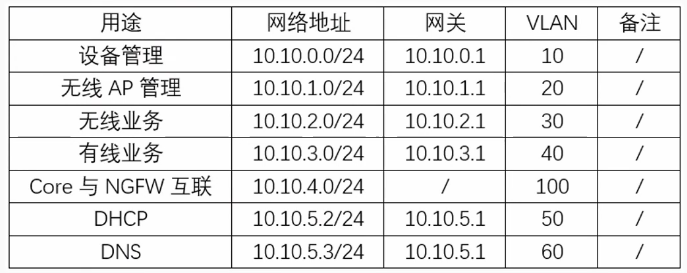 用途 网络地址 网关 VLAN 备注
设备管理 10.10.0.0/24 10.10.0.1 10 /
无线 AP 管理 10.10.1.0/24 10.10.1.1 20 /
无线业务 10.10.2.0/24 10.10.2.1 30 /
有线业务 10.10.3.0/24 10.10.3.1 40 /
Core 与 NGFW 互联 10.10.4.0/24 / 100 /
DHCP 10.10.5.2/24 10.10.5.1 50 /
DNS 10.10.5.3/24 10.10.5.1 60 /